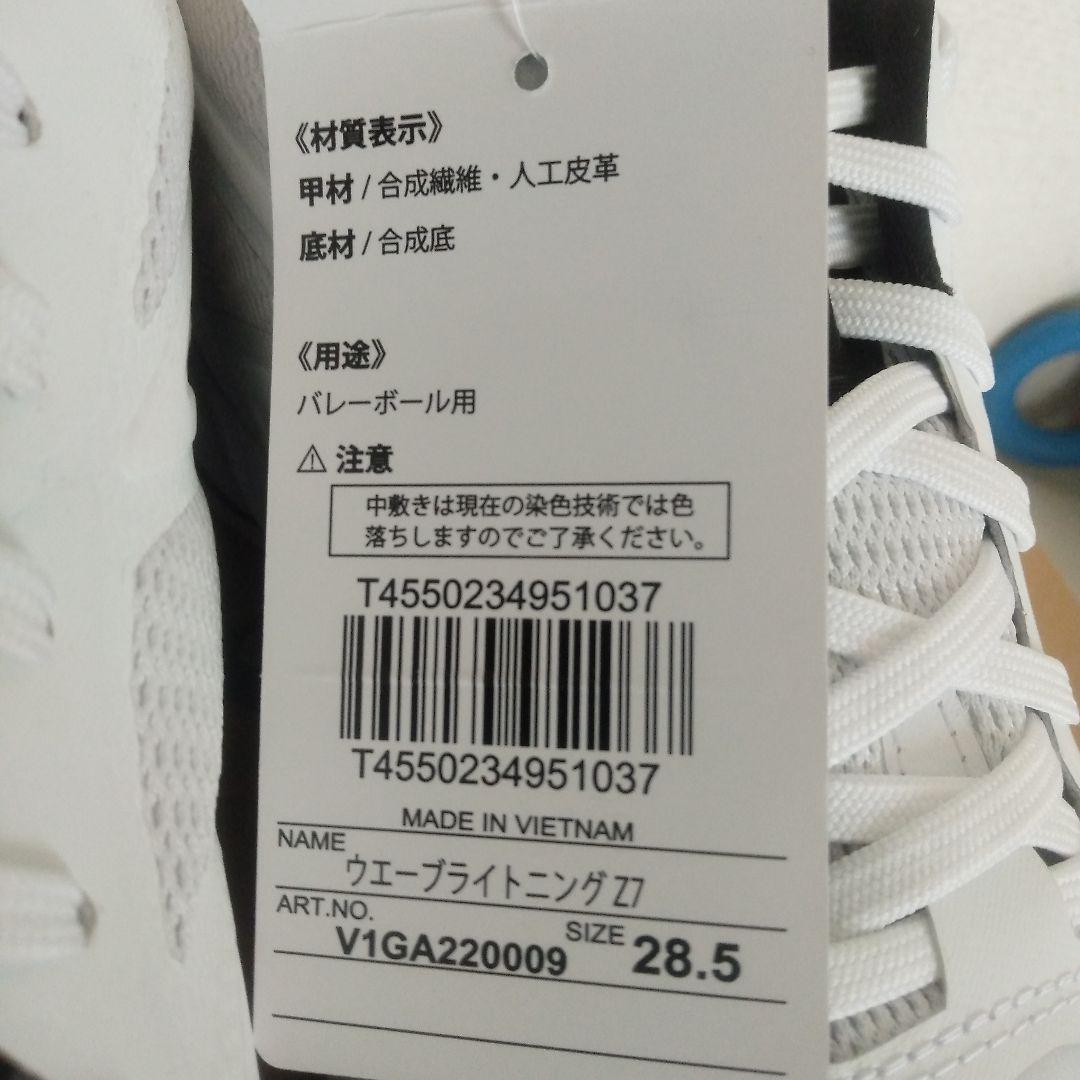 《材質表示》
甲材 / 合成繊維・人工皮革
底材 / 合成底
《用途》
バレーボール用
⚠ 注意
中敷きは現在の染色技術では色
落ちしますのでご了承ください。
T4550234951037
T4550234951037
MADE IN VIETNAM
NAME
ウエーブライトニング Z7
ART.NO.
V1GA220009
SIZE 28.5